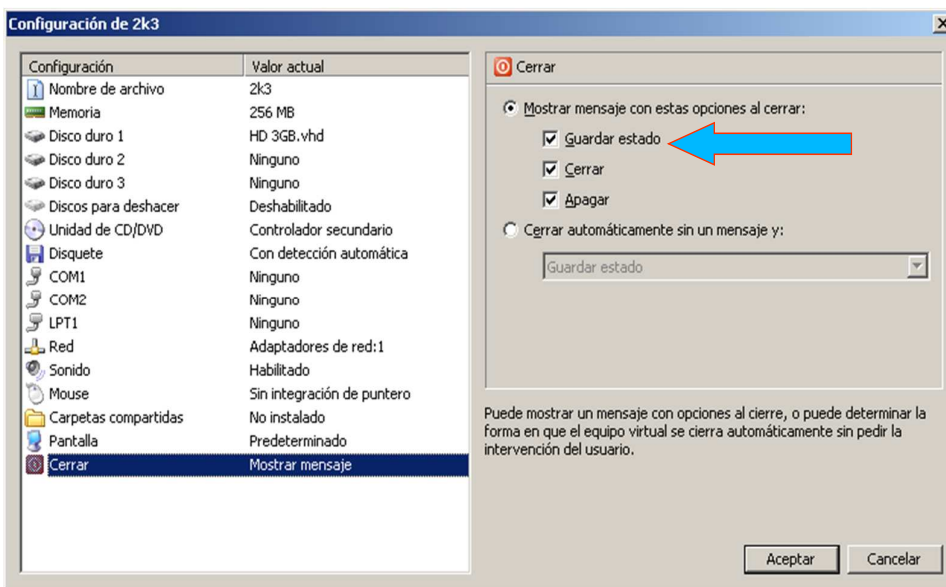 Configuración de 2k3
Configuración Valor actual
Nombre de archivo 2k3
Memoria 256 MB
Disco duro 1 HD 3GB.vhd
Disco duro 2 Ninguno
Disco duro 3 Ninguno
Discos para deshacer Deshabilitado
Unidad de CD/DVD Controlador secundario
Disquete Con detección automática
COM1 Ninguno
COM2 Ninguno
LPT1 Ninguno
Red Adaptadores de red:1
Sonido Habilitado
Mouse Sin integración de puntero
Carpetas compartidas No instalado
Pantalla Predeterminado
Cerrar Mostrar mensaje
Cerrar
Mostrar mensaje con estas opciones al cerrar:
Guardar estado
Cerrar
Apagar
Cerrar automáticamente sin un mensaje y:
Guardar estado
Puede mostrar un mensaje con opciones al cierre, o puede determinar la
forma en que el equipo virtual se cierra automáticamente sin pedir la
intervención del usuario.
Aceptar Cancelar